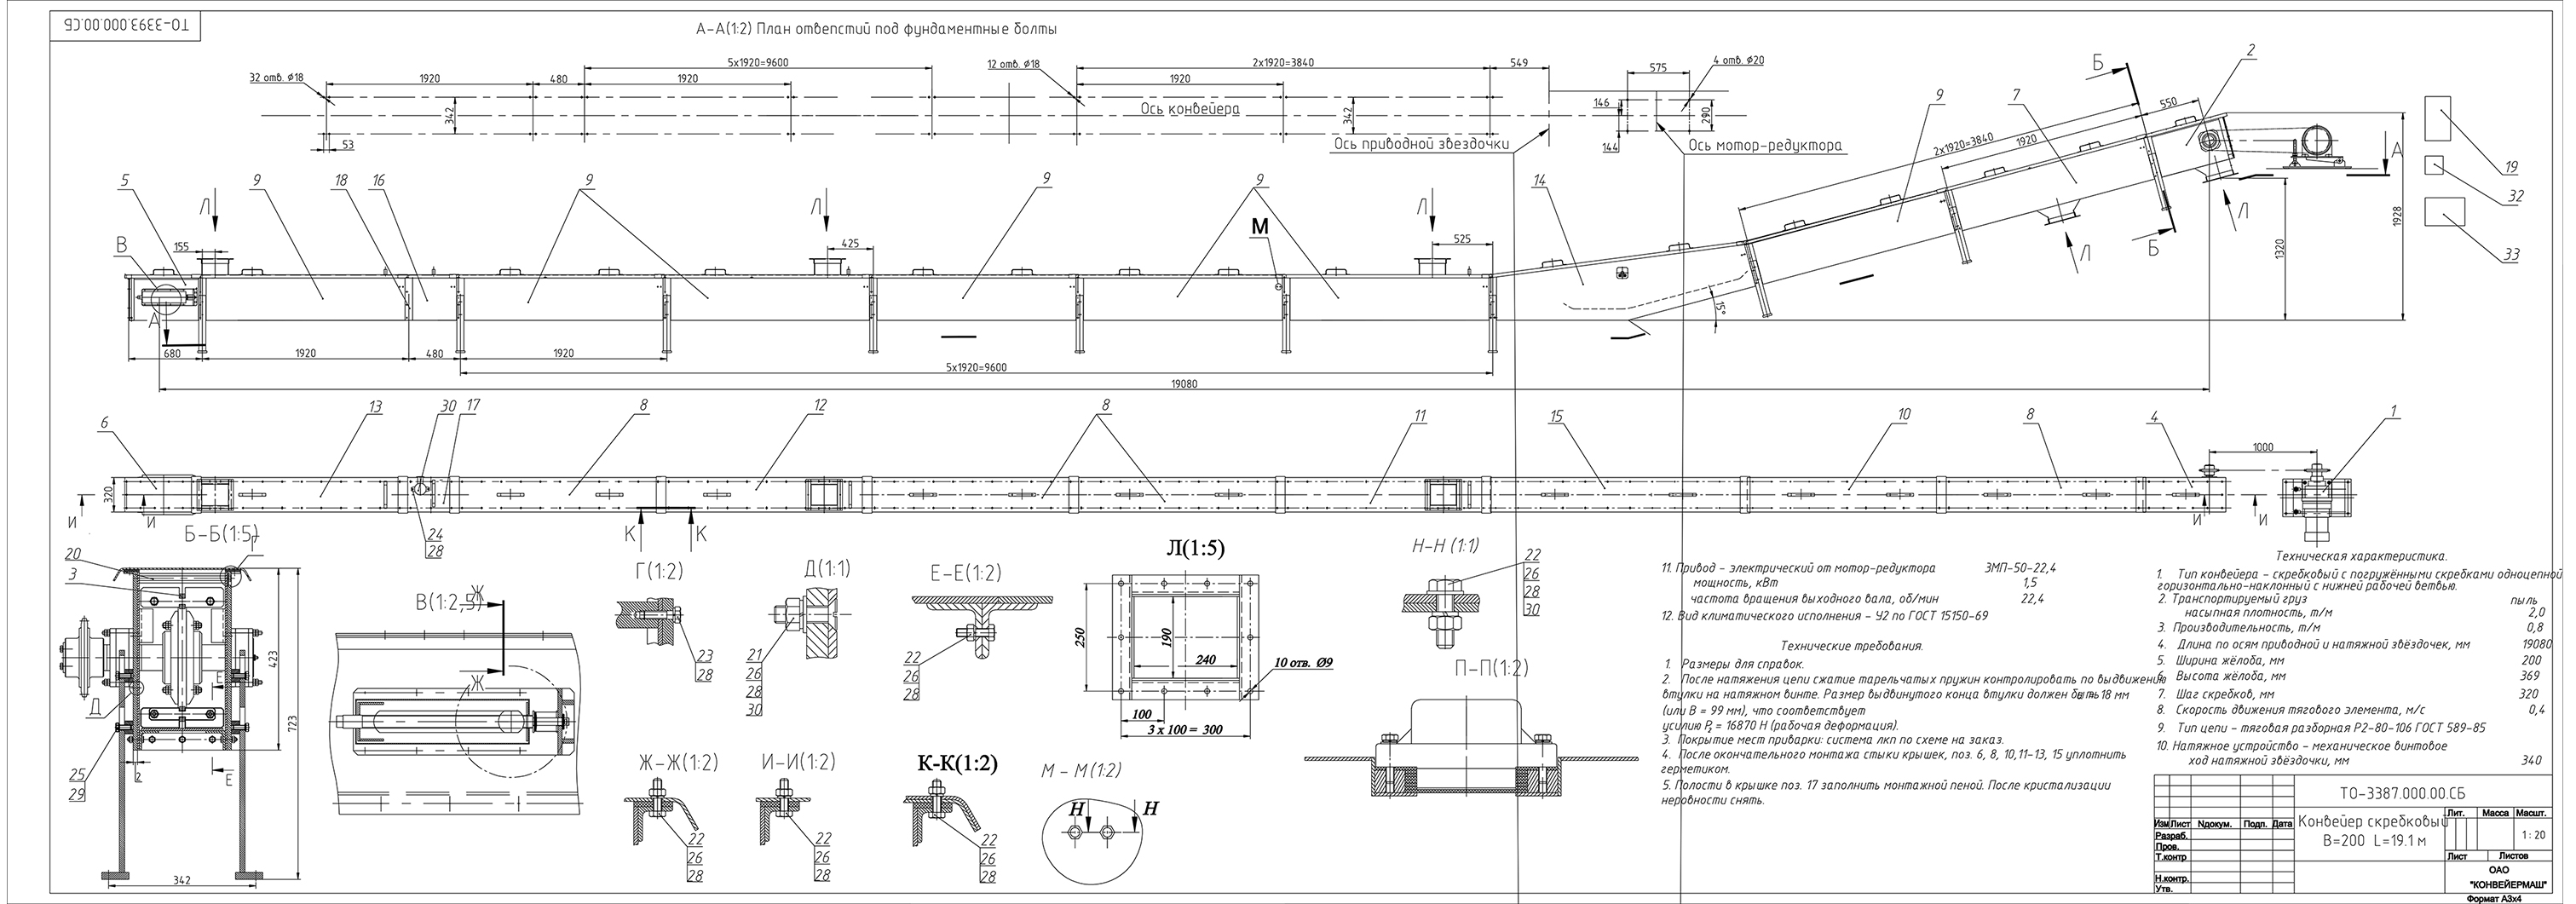 ТО-3393.000.00.СБ
А-А(1:2) План отвепстий под фундаментные болты
32 отв. Ø18
1920
480
5х1920=9600
1920
12 отв. Ø18
2х1920=3840
1920
549
575
4 отв. Ø20
342
Ось конвейера
342
146
144
290
53
Ось приводной звездочки
Ось мотор-редуктора
5
9
18
16
9
9
9
14
9
7
2
19
32
33
Б
550
2х1920=3840
1920
А
Л
Л
Л
Л
Л
Б
В
155
425
М
525
1320
1928
15°
А
680
1920
480
1920
5х1920=9600
19080
6
13
30
17
8
12
8
11
15
10
8
4
1
1000
320
И
И
И
И
24
28
К
К
Б-Б(1:5)
20
3
Д
25
29
Е
Е
2
423
723
342
В(1:2,5)
Ж
Ж
Г(1:2)
23
28
Д(1:1)
21
26
28
30
Е-Е(1:2)
22
26
28
Л(1:5)
250
190
240
10 отв. Ø9
100
3 х 100 = 300
Н-Н (1:1)
22
26
28
30
П-П(1:2)
Ж-Ж(1:2)
22
26
28
И-И(1:2)
22
26
28
К-К(1:2)
22
26
28
М - М(1:2)
Н
Н
11. Привод - электрический от мотор-редуктора 3МП-50-22,4
мощность, кВт 1,5
частота вращения выходного вала, об/мин 22,4
12. Вид климатического исполнения - У2 по ГОСТ 15150-69
Технические требования.
1. Размеры для справок.
2. После натяжения цепи сжатие тарельчатых пружин контролировать по выдвижению
втулки на натяжном винте. Размер выдвинутого конца втулки должен быть 18 мм
(или В = 99 мм), что соответствует
усилию Р = 16870 Н (рабочая деформация).
3. Покрытие мест приварки: система лкп по схеме на заказ.
4. После окончательного монтажа стыки крышек, поз. 6, 8, 10,11-13, 15 уплотнить
герметиком.
5. Полости в крышке поз. 17 заполнить монтажной пеной. После кристализации
неровности снять.
Техническая характеристика.
1. Тип конвейера - скребковый с погружёнными скребками одноцепной
горизонтально-наклонный с нижней рабочей ветвью.
2. Транспортируемый груз пыль
насыпная плотность, т/м 2,0
3. Производительность, т/м 0,8
4. Длина по осям приводной и натяжной звёздочек, мм 19080
5. Ширина жёлоба, мм 200
6. Высота жёлоба, мм 369
7. Шаг скребков, мм 320
8. Скорость движения тягового элемента, м/с 0,4
9. Тип цепи - тяговая разборная Р2-80-106 ГОСТ 589-85
10. Натяжное устройство - механическое винтовое
ход натяжной звёздочки, мм 340
ТО-3387.000.00.СБ
Изм Лист Nдокум. Подп. Дата
Разраб.
Пров.
Т.контр
Н.контр.
Утв.
Конвейер скребковый
В=200 L=19.1 м
Лит. Масса Масшт.
1:20
Лист Листов
ОАО
"КОНВЕЙЕРМАШ"
Формат А3х4